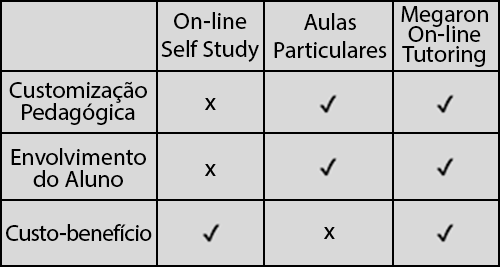 On-line
Self Study
Aulas
Particulares
Megaron
On-line
Tutoring
Customização
Pedagógica
x
✓
✓
Envolvimento
do Aluno
x
✓
✓
Custo-benefício
✓
x
✓